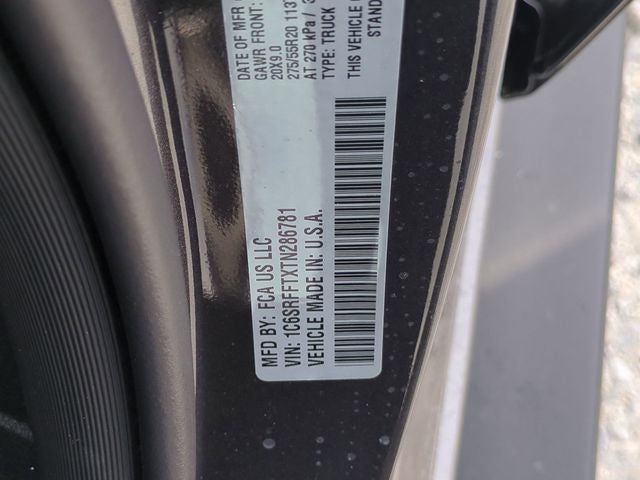 MFD BY: FCA US LLC
DATE OF MFR
VIN: 1C6SRFFTXTN286781
GAWR FRONT:
VEHICLE MADE IN: U.S.A.
20X9.0
275/55R20
AT 270 kPa /
TYPE: TRUCK
THIS VEHICLE
STAND